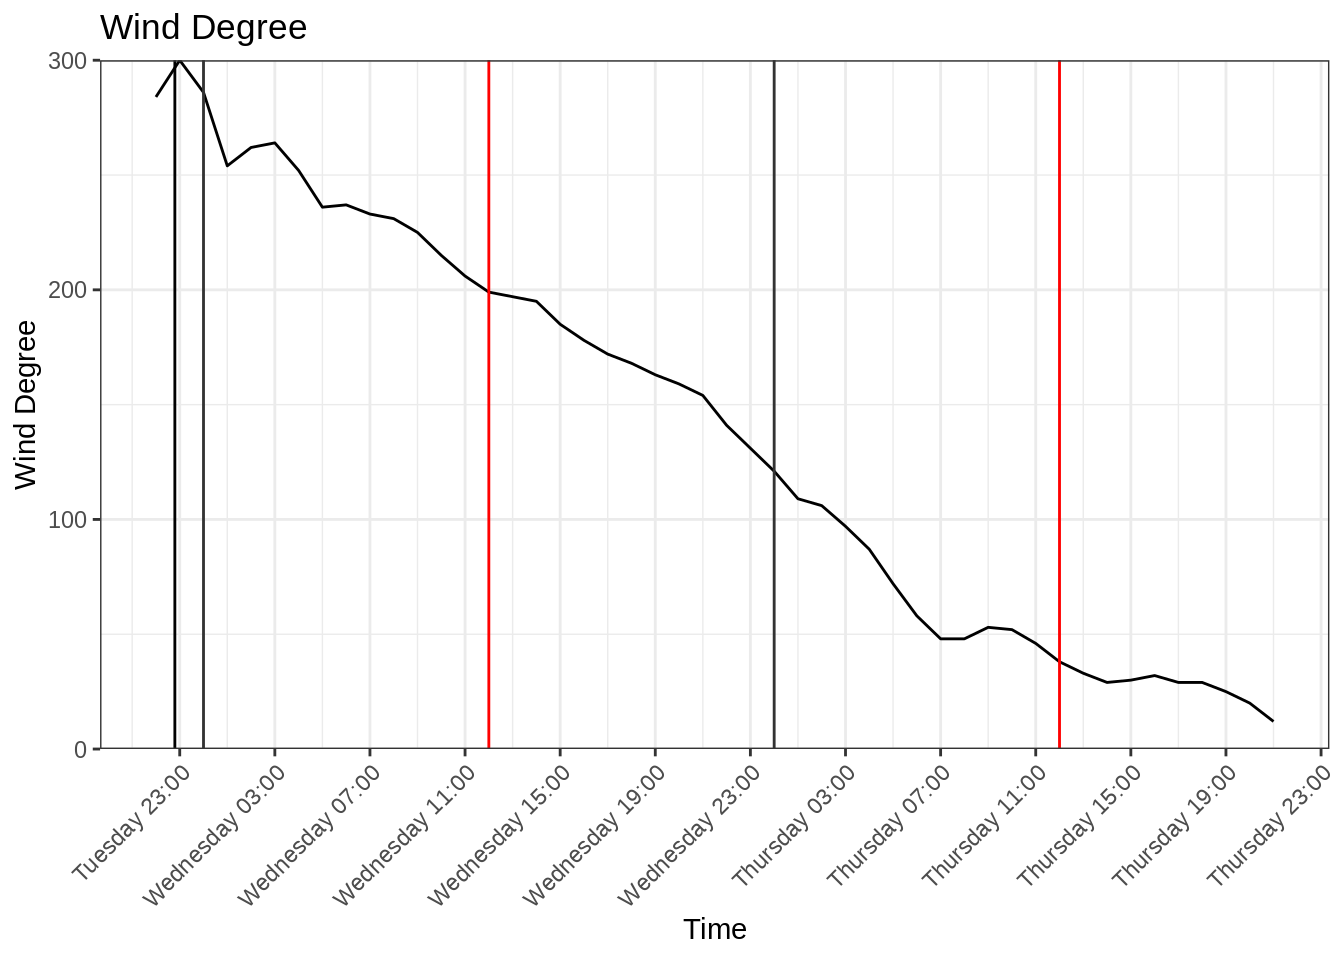 Wind Degree
Wind Degree
300
200
100
0
Tuesday 23:00
Wednesday 03:00
Wednesday 07:00
Wednesday 11:00
Wednesday 15:00
Wednesday 19:00
Wednesday 23:00
Thursday 03:00
Thursday 07:00
Thursday 11:00
Thursday 15:00
Thursday 19:00
Thursday 23:00
Time